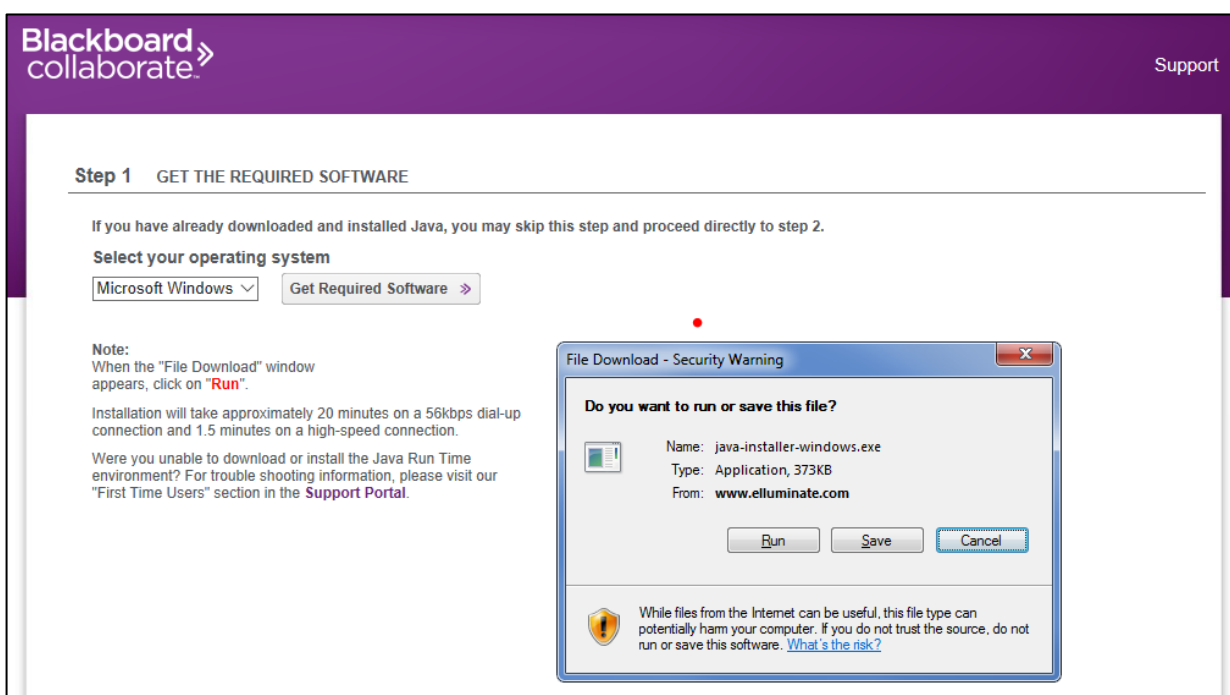 Blackboard
collaborate™
Support
Step 1 GET THE REQUIRED SOFTWARE
If you have already downloaded and installed Java, you may skip this step and proceed directly to step 2.
Select your operating system
Microsoft Windows
Get Required Software »
Note:
When the "File Download" window
appears, click on "Run".
Installation will take approximately 20 minutes on a 56kbps dial-up
connection and 1.5 minutes on a high-speed connection.
Were you unable to download or install the Java Run Time
environment? For trouble shooting information, please visit our
"First Time Users" section in the Support Portal.
File Download - Security Warning
Do you want to run or save this file?
Name: java-installer-windows.exe
Type: Application, 373KB
From: www.elluminate.com
Run Save Cancel
While files from the Internet can be useful, this file type can
potentially harm your computer. If you do not trust the source, do not
run or save this software. What's the risk?